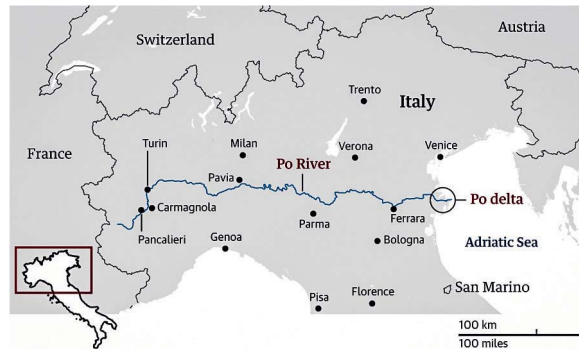 Austria
Switzerland
Trento
Italy
Turin
Milan
Verona
Venice
France
Pavia
Po River
Po delta
Carmagnola
Ferrara
Pancalieri
Parma
Genoa
Bologna
Adriatic Sea
San Marino
Pisa
Florence
100 km
100 miles